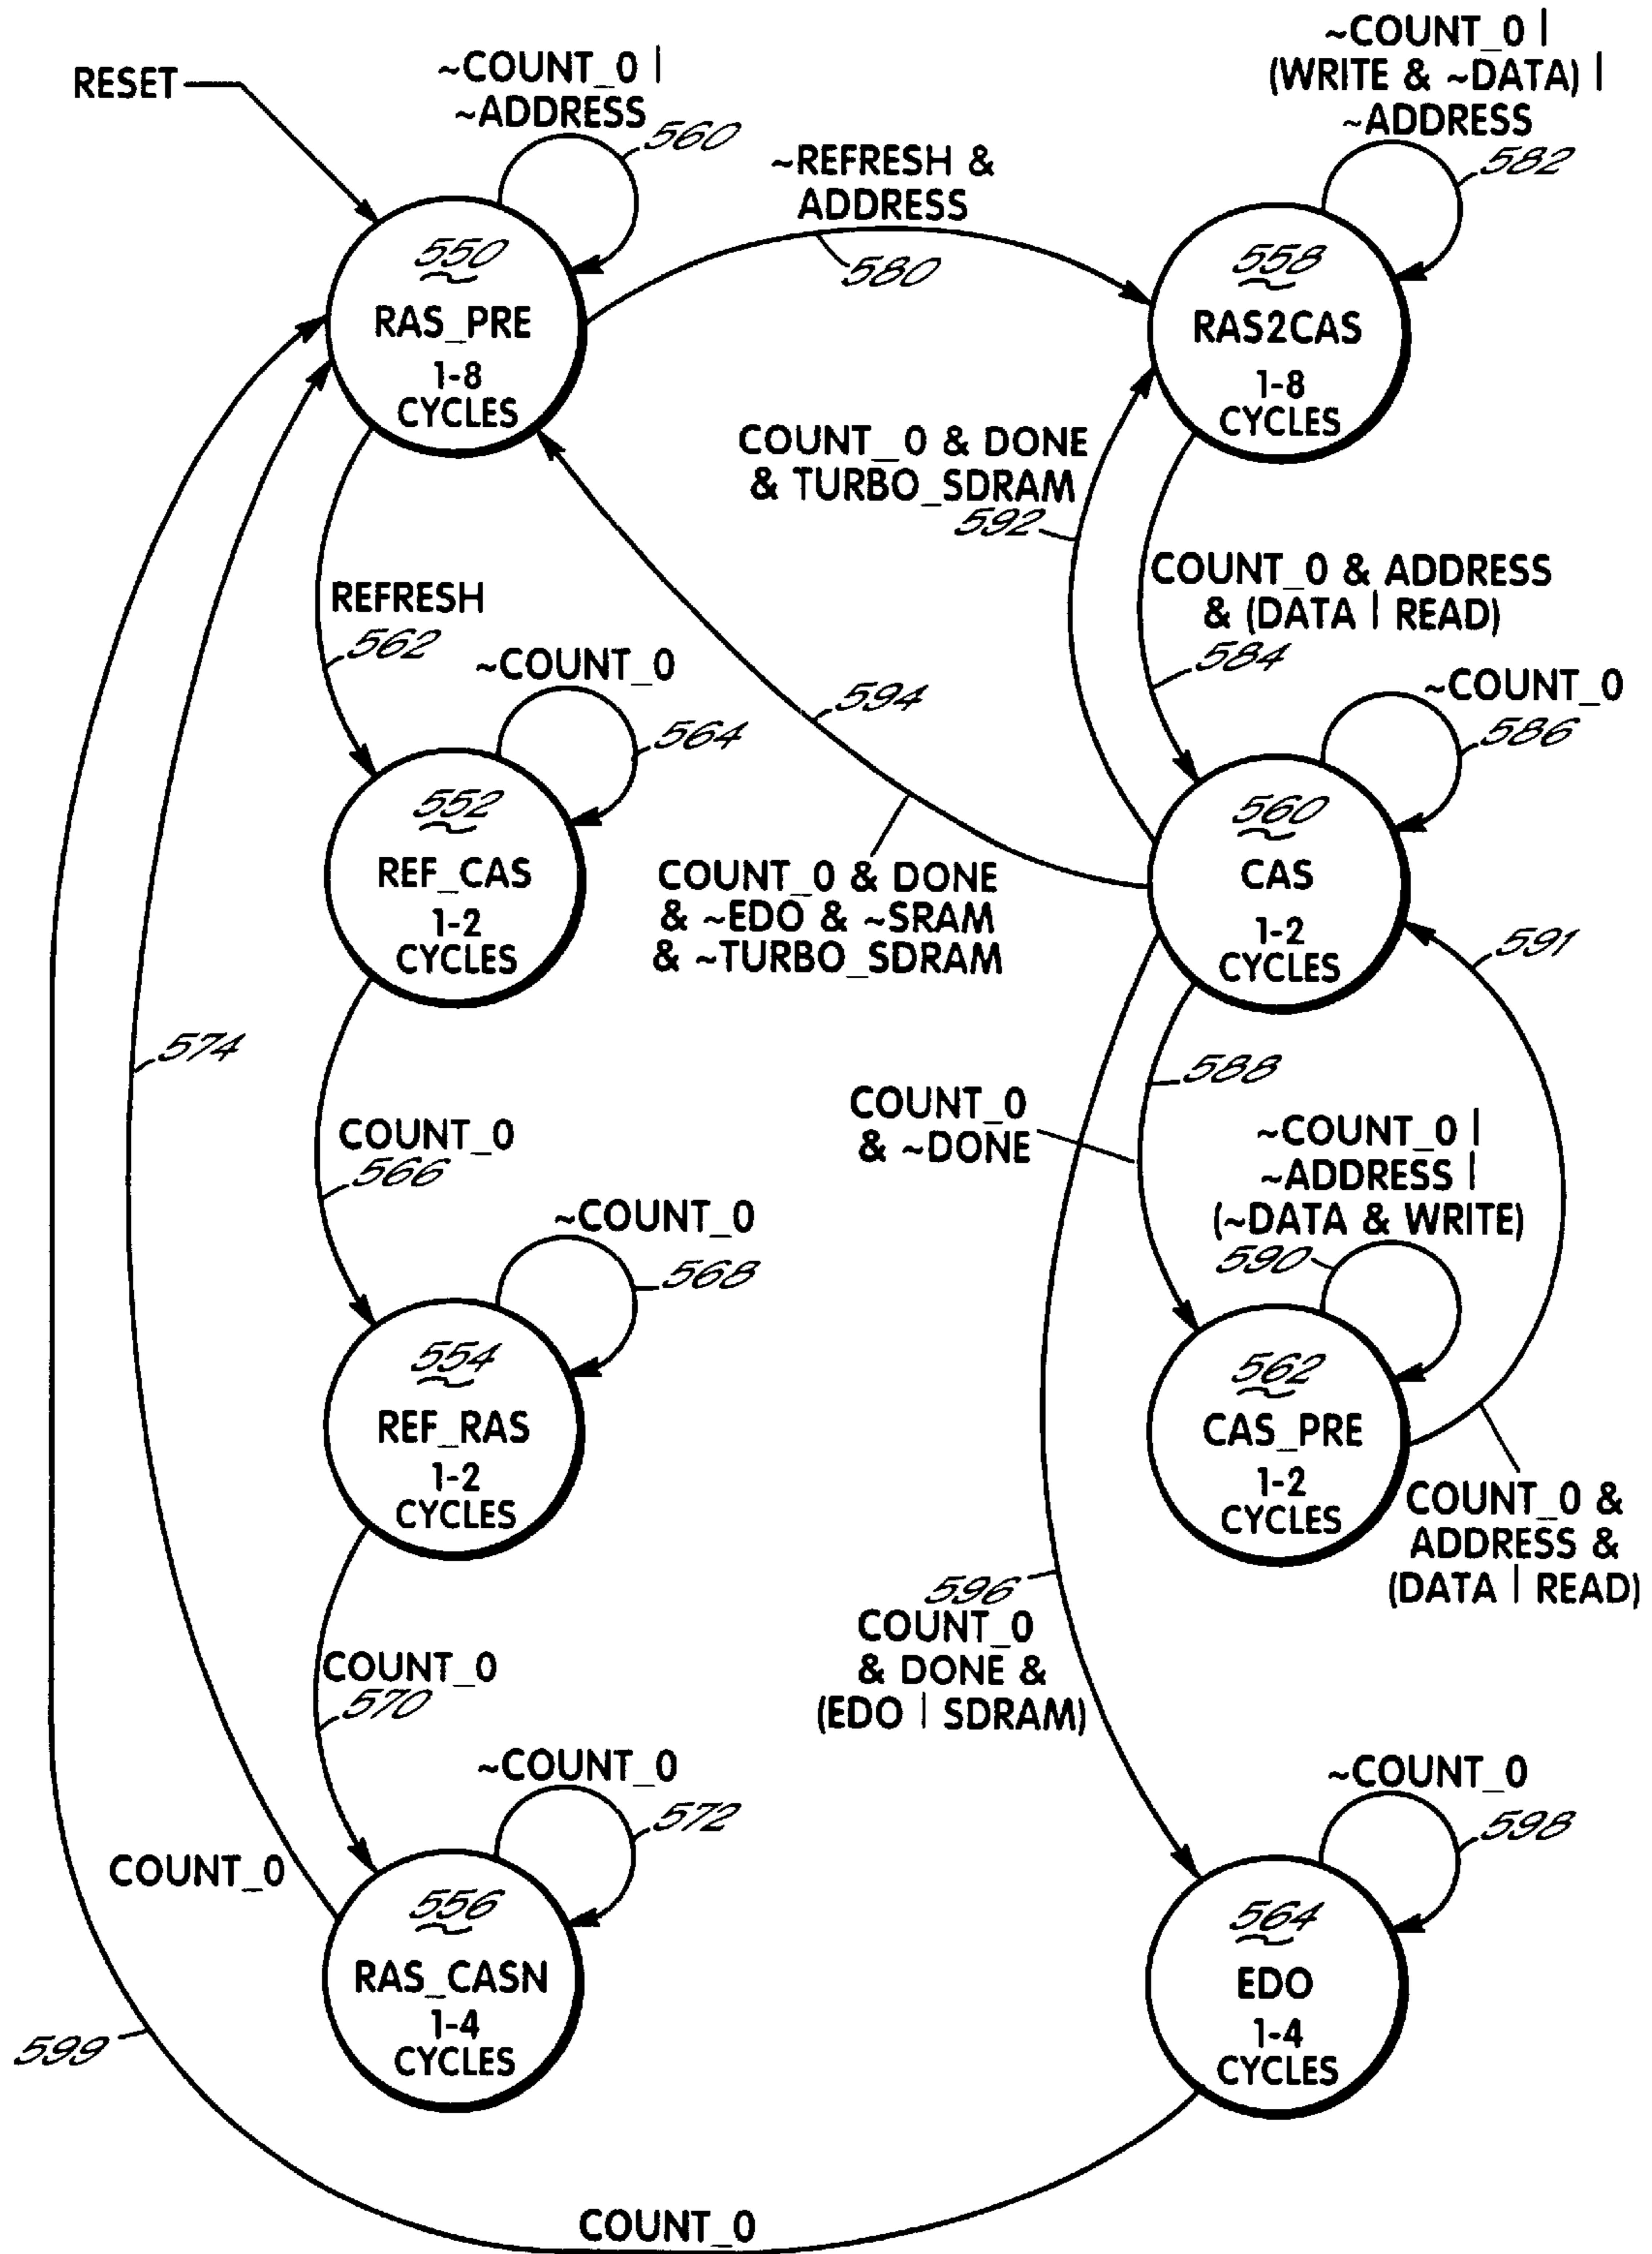 RESET
~COUNT_0 |
~ADDRESS
560
~REFRESH &
ADDRESS
580
~COUNT_0 |
(WRITE & ~DATA) |
~ADDRESS
582
550
RAS_PRE
1-8
CYCLES
558
RAS2CAS
1-8
CYCLES
COUNT_0 & DONE
& TURBO_SDRAM
592
COUNT_0 & ADDRESS
& (DATA | READ)
584
REFRESH
562
~COUNT_0
564
594
~COUNT_0
586
552
REF_CAS
1-2
CYCLES
COUNT_0 & DONE
& ~EDO & ~SRAM
& ~TURBO_SDRAM
560
CAS
1-2
CYCLES
591
574
588
COUNT_0
& ~DONE
COUNT_0
566
~COUNT_0 |
~ADDRESS |
(~DATA & WRITE)
590
~COUNT_0
568
554
REF_RAS
1-2
CYCLES
562
CAS_PRE
1-2
CYCLES
COUNT_0 &
ADDRESS &
(DATA | READ)
596
COUNT_0
& DONE &
(EDO | SDRAM)
COUNT_0
570
~COUNT_0
572
~COUNT_0
598
COUNT_0
556
RAS_CASN
1-4
CYCLES
564
EDO
1-4
CYCLES
599
COUNT_0